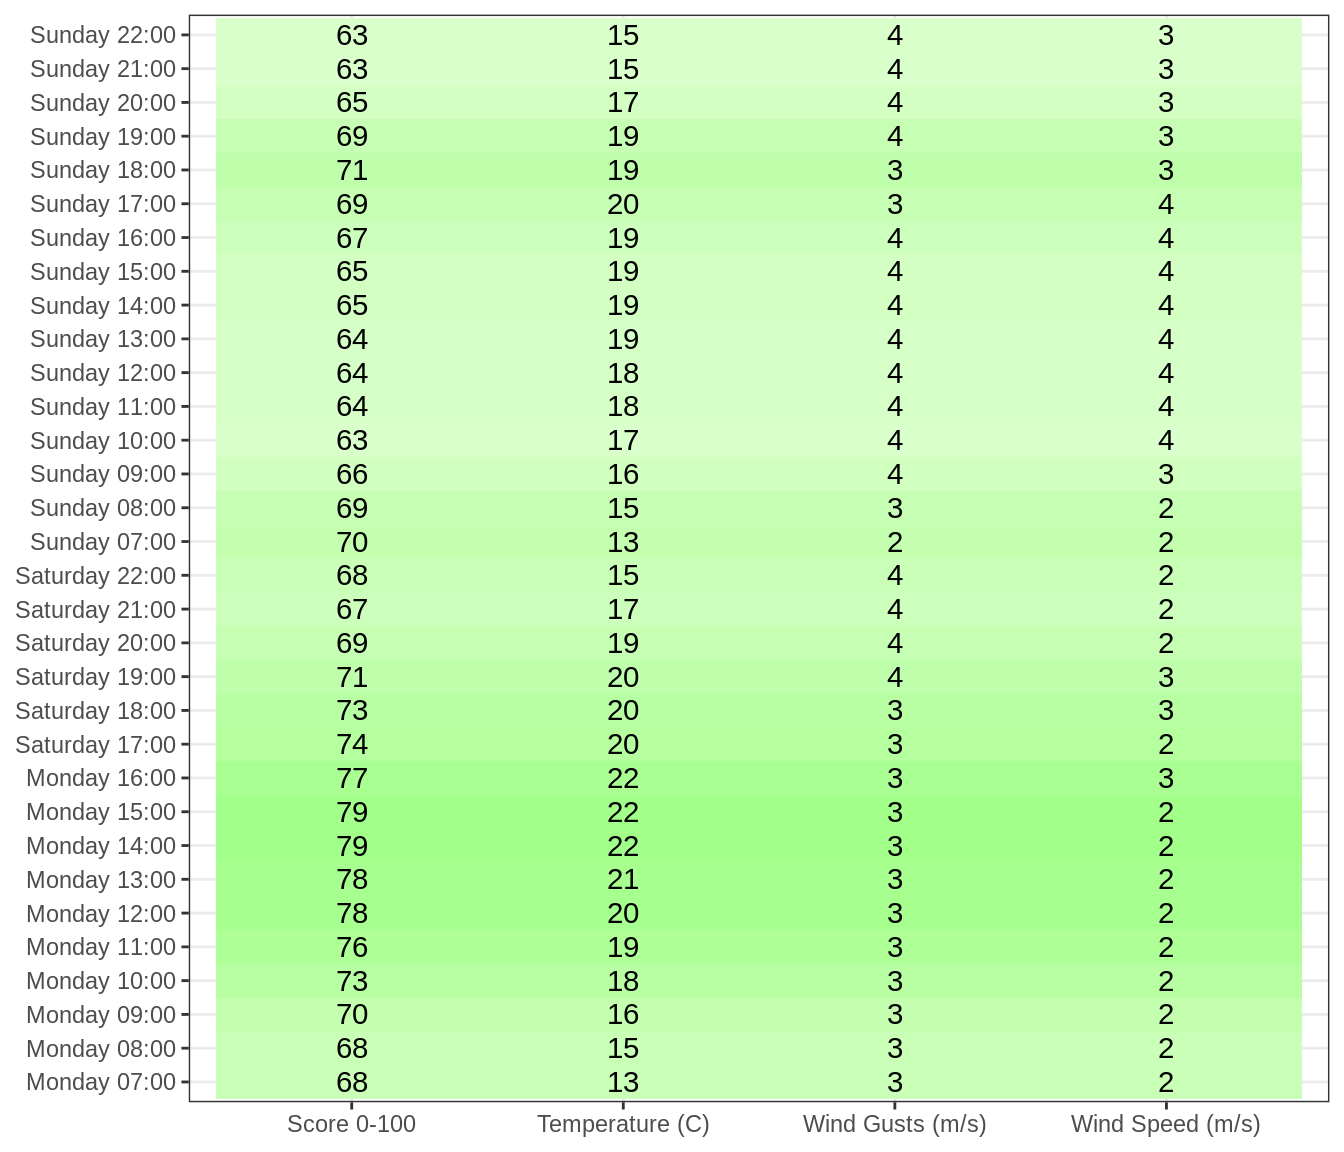 Sunday 22:00 63 15 4 3
Sunday 21:00 63 15 4 3
Sunday 20:00 65 17 4 3
Sunday 19:00 69 19 4 3
Sunday 18:00 71 19 3 3
Sunday 17:00 69 20 3 4
Sunday 16:00 67 19 4 4
Sunday 15:00 65 19 4 4
Sunday 14:00 65 19 4 4
Sunday 13:00 64 19 4 4
Sunday 12:00 64 18 4 4
Sunday 11:00 64 18 4 4
Sunday 10:00 63 17 4 4
Sunday 09:00 66 16 4 3
Sunday 08:00 69 15 3 2
Sunday 07:00 70 13 2 2
Saturday 22:00 68 15 4 2
Saturday 21:00 67 17 4 2
Saturday 20:00 69 19 4 2
Saturday 19:00 71 20 4 3
Saturday 18:00 73 20 3 3
Saturday 17:00 74 20 3 2
Monday 16:00 77 22 3 3
Monday 15:00 79 22 3 2
Monday 14:00 79 22 3 2
Monday 13:00 78 21 3 2
Monday 12:00 78 20 3 2
Monday 11:00 76 19 3 2
Monday 10:00 73 18 3 2
Monday 09:00 70 16 3 2
Monday 08:00 68 15 3 2
Monday 07:00 68 13 3 2
Score 0-100 Temperature (C) Wind Gusts (m/s) Wind Speed (m/s)